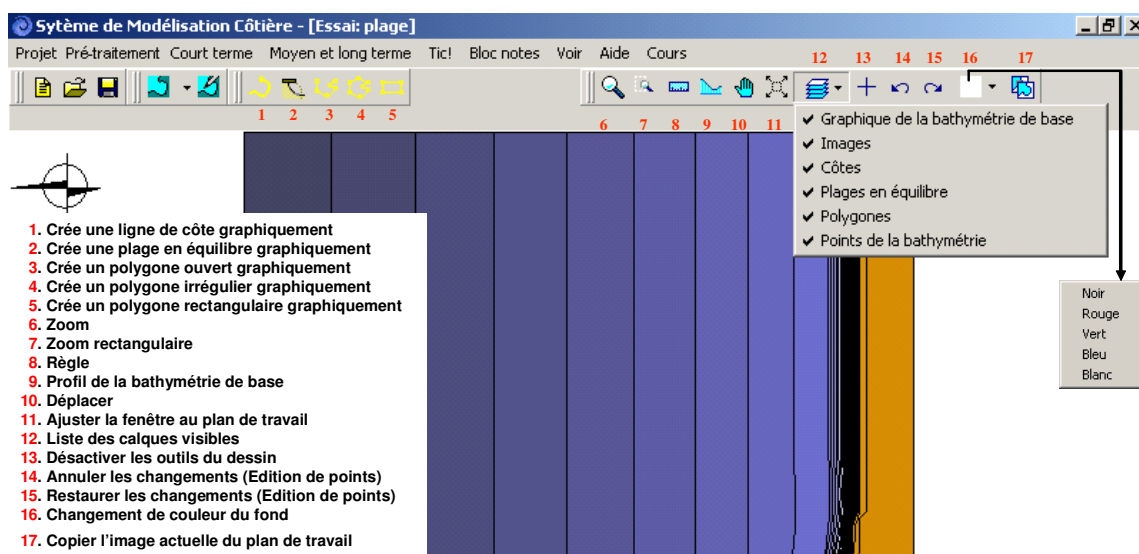 Sytème de Modélisation Côtière - [Essai: plage]
Projet Pré-traitement Court terme Moyen et long terme Tic! Bloc notes Voir Aide Cours
12 13 14 15 16 17
1 2 3 4 5
6 7 8 9 10 11
Graphique de la bathymétrie de base
Images
Côtes
Plages en équilibre
Polygones
Points de la bathymétrie
1. Crée une ligne de côte graphiquement
2. Crée une plage en équilibre graphiquement
3. Crée un polygone ouvert graphiquement
4. Crée un polygone irrégulier graphiquement
5. Crée un polygone rectangulaire graphiquement
6. Zoom
7. Zoom rectangulaire
8. Règle
9. Profil de la bathymétrie de base
10. Déplacer
11. Ajuster la fenêtre au plan de travail
12. Liste des calques visibles
13. Désactiver les outils du dessin
14. Annuler les changements (Edition de points)
15. Restaurer les changements (Edition de points)
16. Changement de couleur du fond
17. Copier l'image actuelle du plan de travail
Noir
Rouge
Vert
Bleu
Blanc